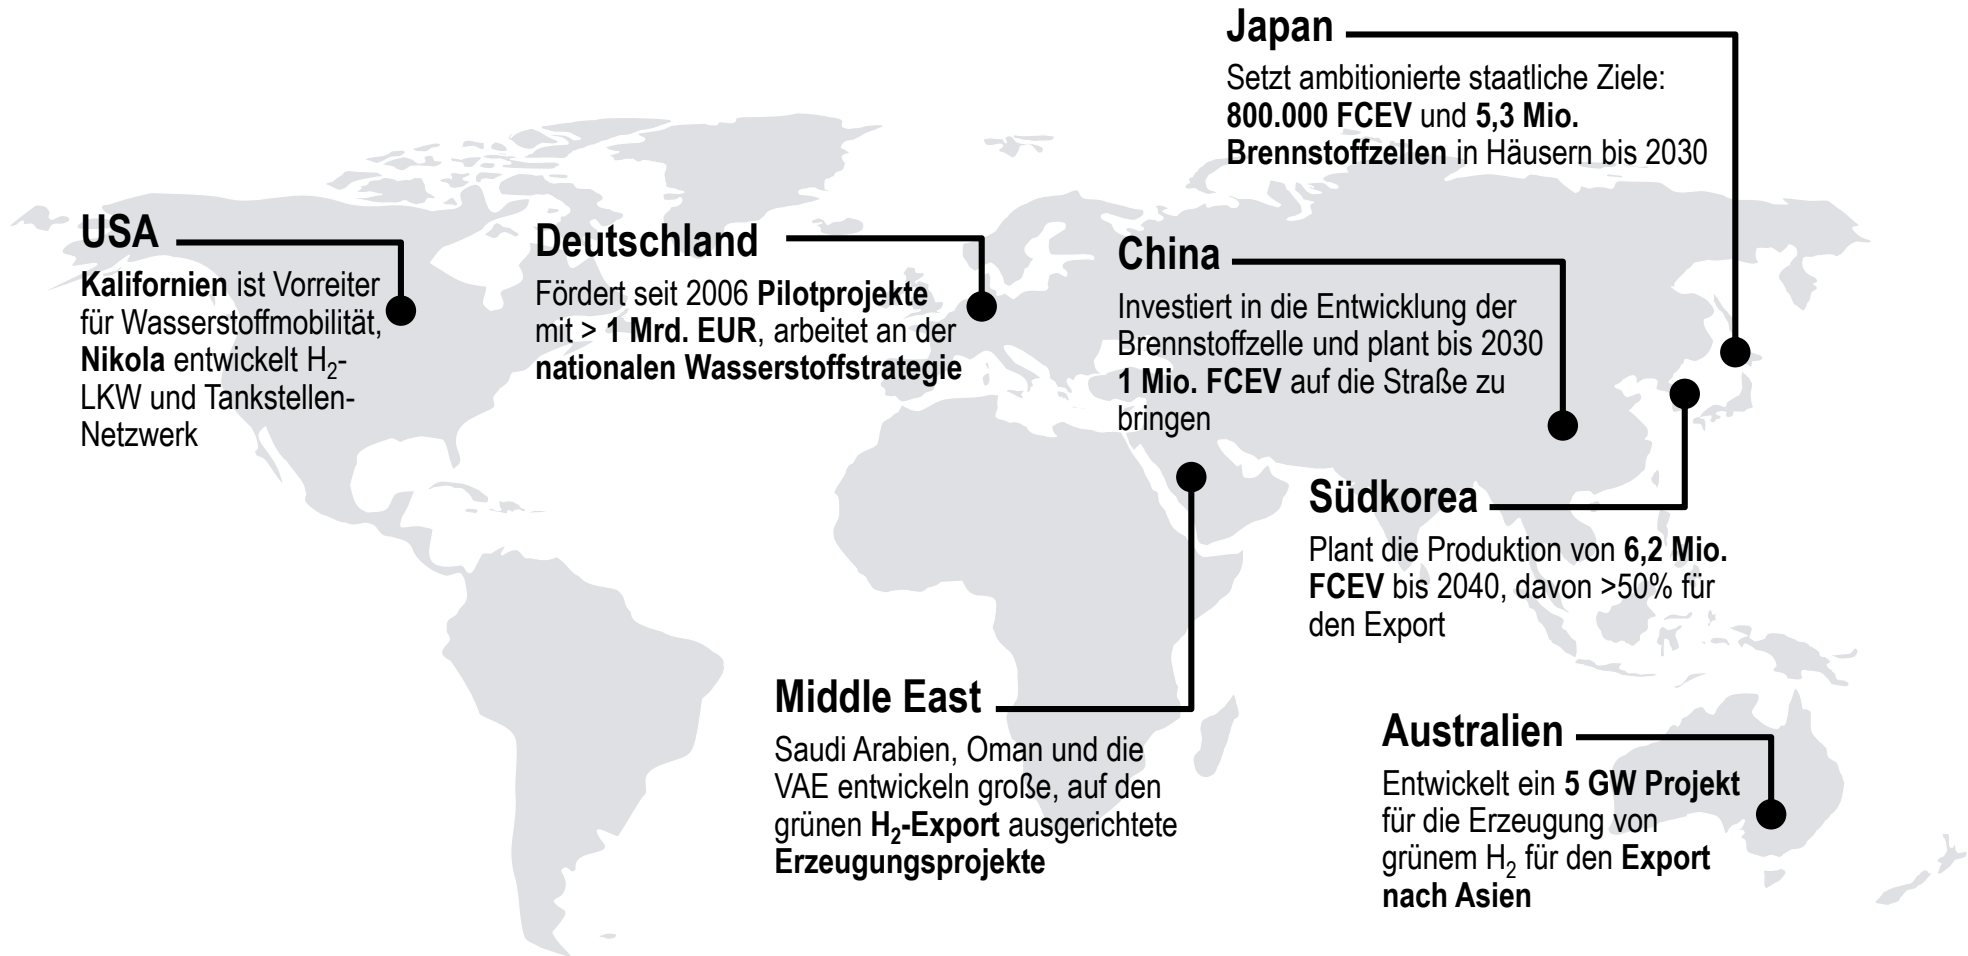 Japan
Setzt ambitionierte staatliche Ziele:
800.000 FCEV und 5,3 Mio.
Brennstoffzellen in Häusern bis 2030
USA
Kalifornien ist Vorreiter
für Wasserstoffmobilität,
Nikola entwickelt H₂-
LKW und Tankstellen-
Netzwerk
Deutschland
Fördert seit 2006 Pilotprojekte
mit > 1 Mrd. EUR, arbeitet an der
nationalen Wasserstoffstrategie
China
Investiert in die Entwicklung der
Brennstoffzelle und plant bis 2030
1 Mio. FCEV auf die Straße zu
bringen
Südkorea
Plant die Produktion von 6,2 Mio.
FCEV bis 2040, davon >50% für
den Export
Middle East
Saudi Arabien, Oman und die
VAE entwickeln große, auf den
grünen H₂-Export ausgerichtete
Erzeugungsprojekte
Australien
Entwickelt ein 5 GW Projekt
für die Erzeugung von
grünem H₂ für den Export
nach Asien